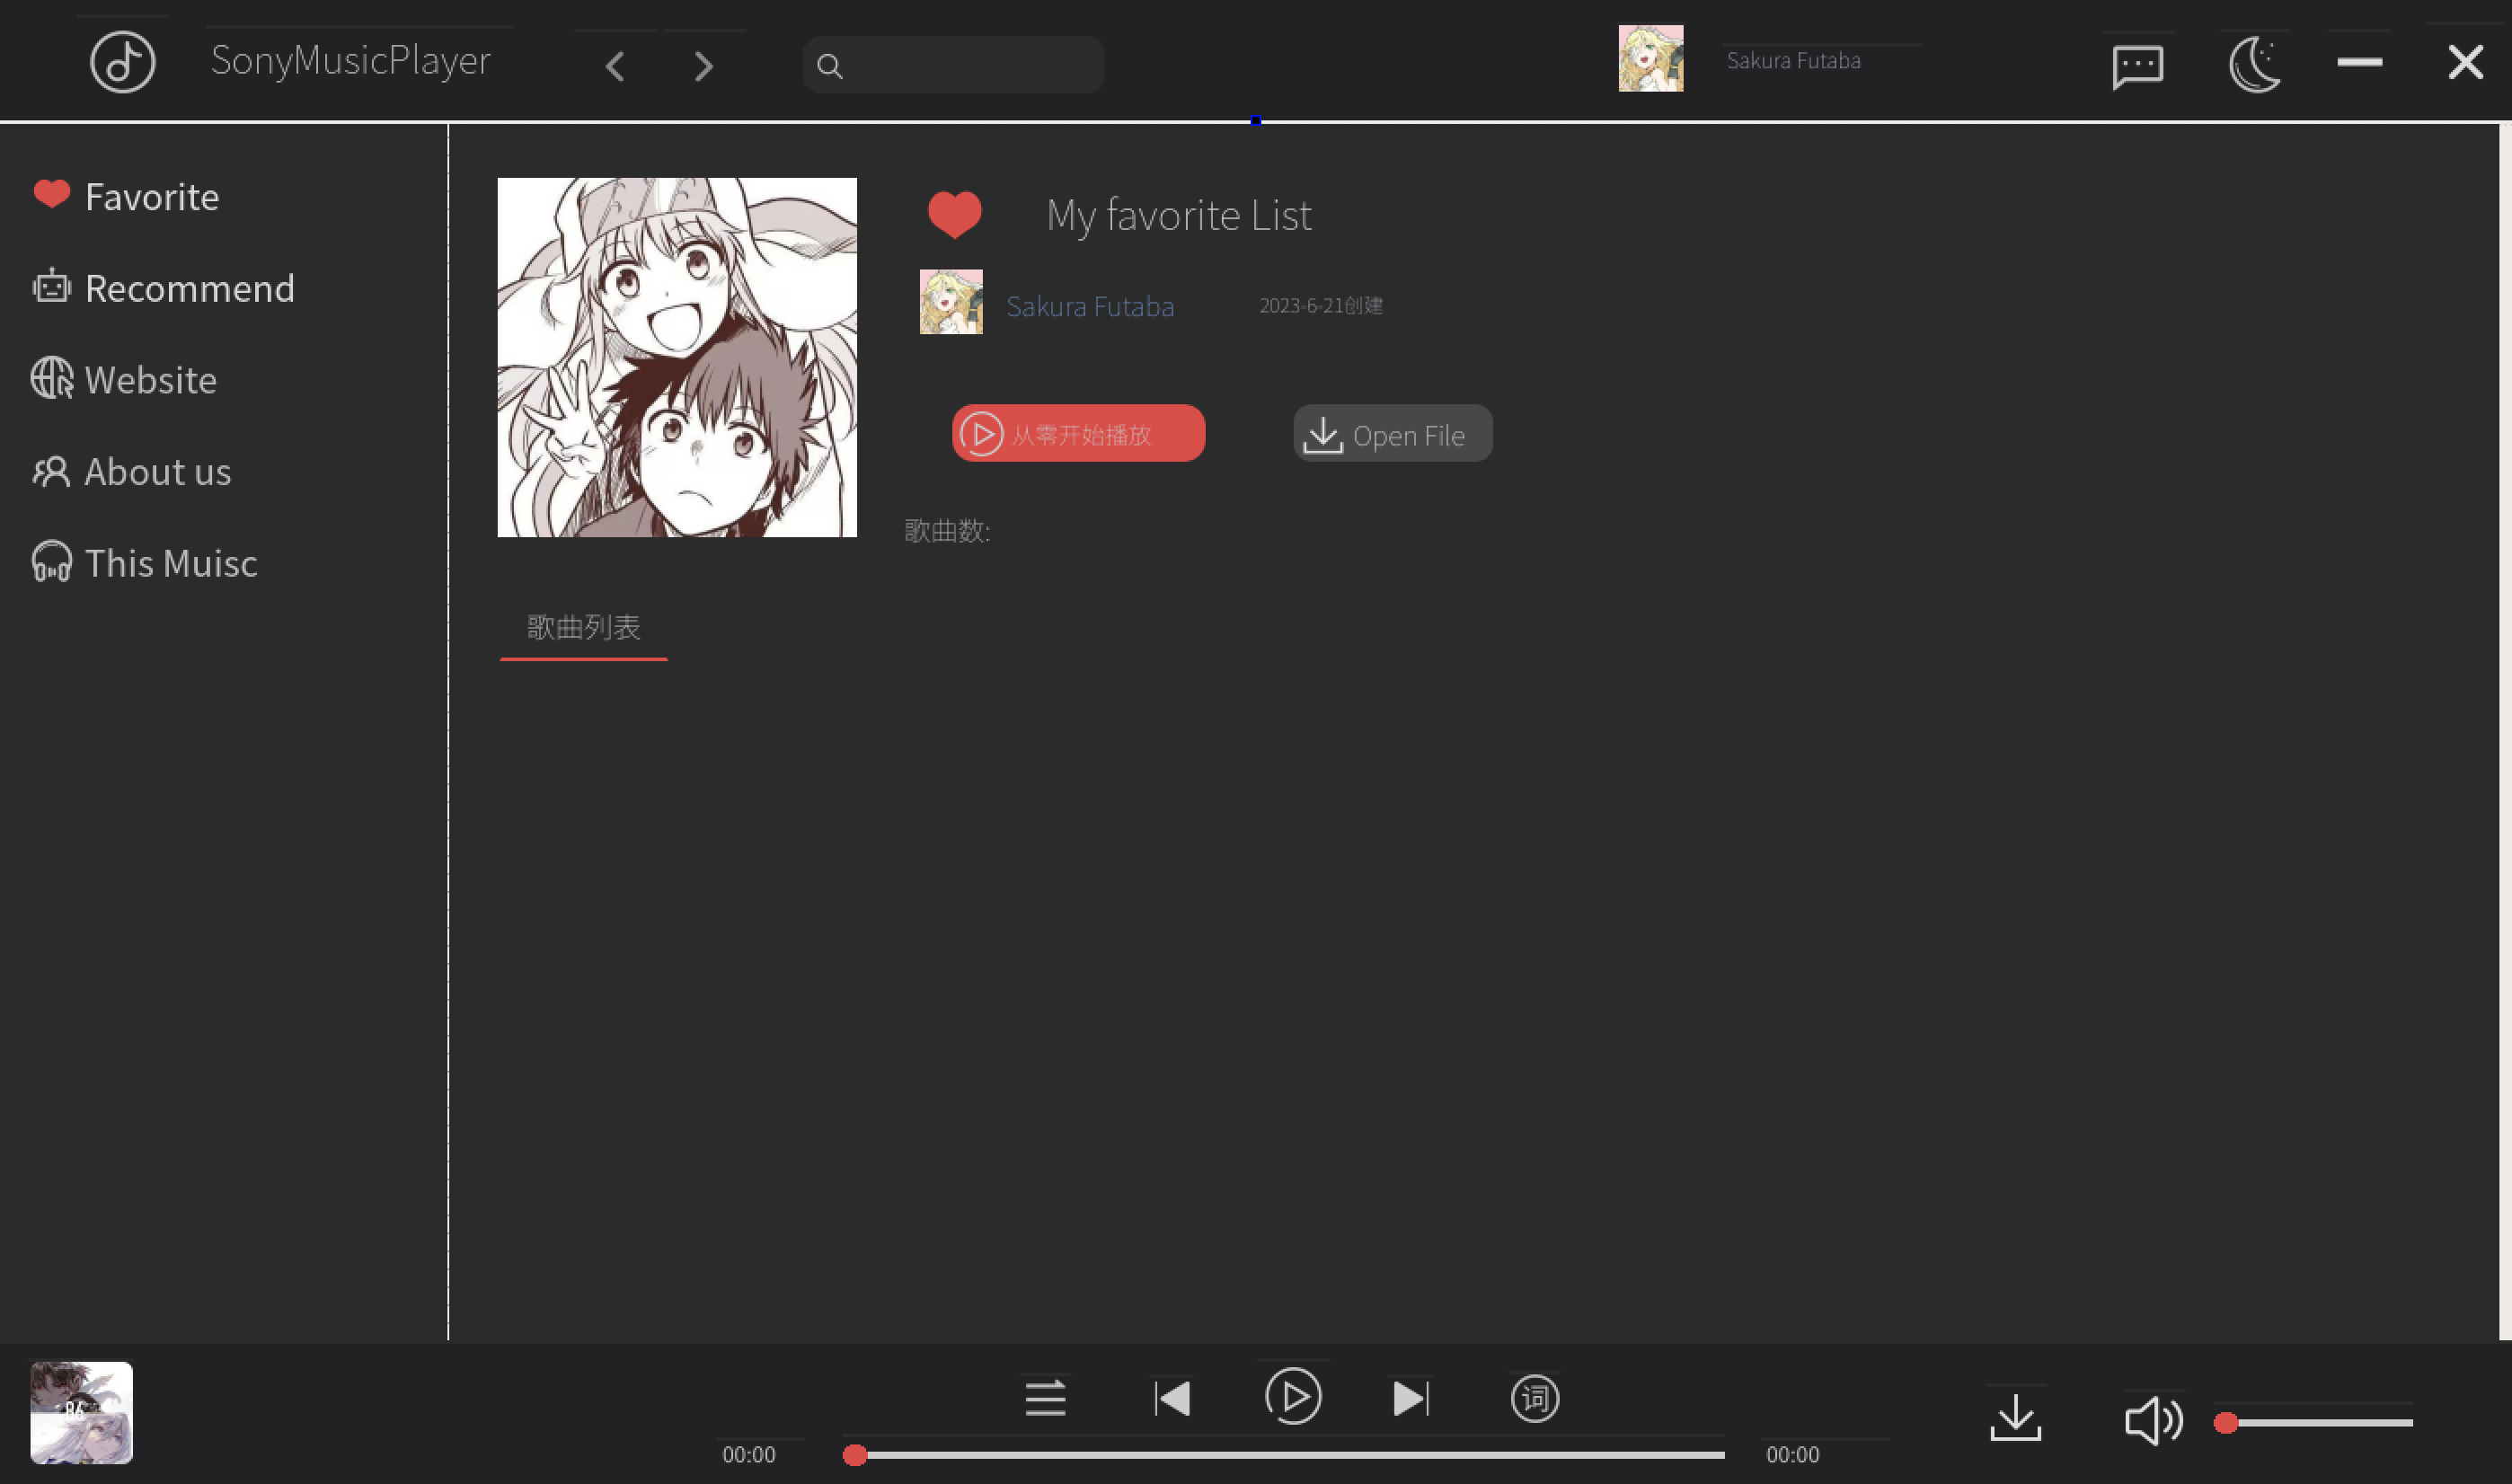 SonyMusicPlayer
Sakura Futaba
Favorite
Recommend
Website
About us
This Muisc
My favorite List
Sakura Futaba
2023-6-21创建
从零开始播放
Open File
歌曲数:
歌曲列表
86
词
00:00
00:00